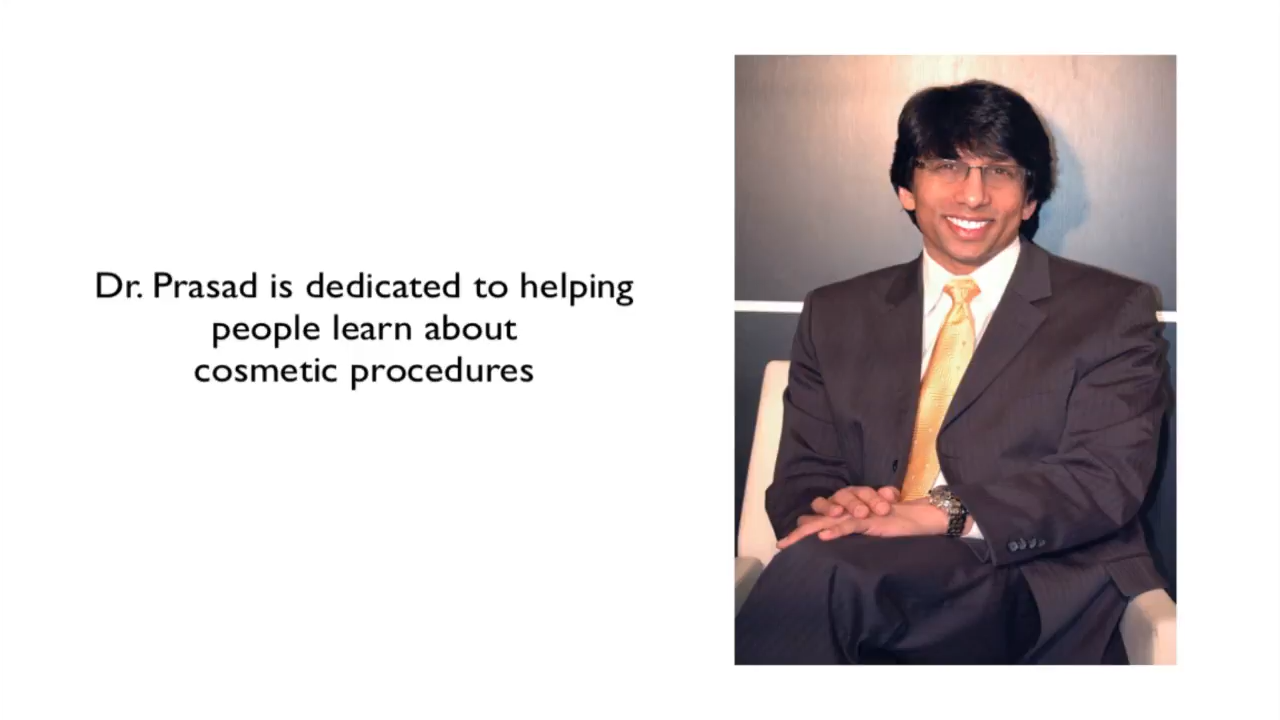 Dr. Prasad is dedicated to helping
people learn about
cosmetic procedures